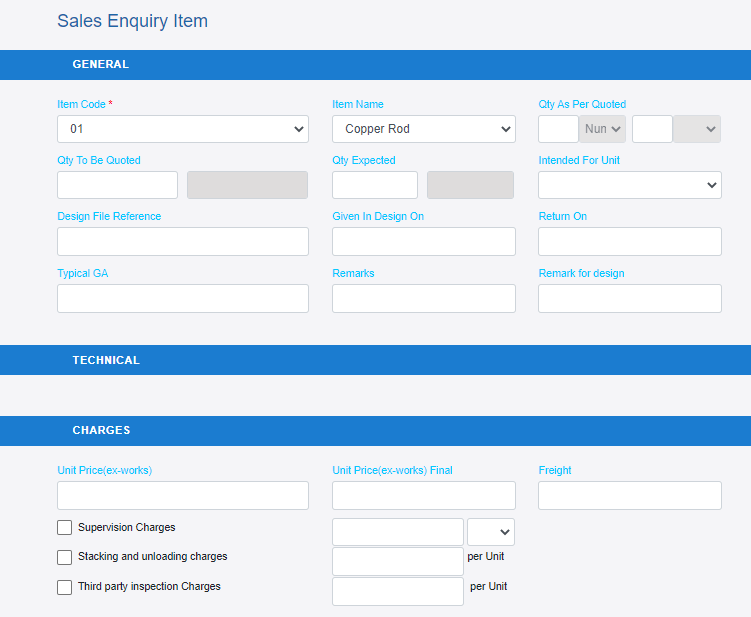 Sales Enquiry Item
GENERAL
Item Code * Item Name Qty As Per Quoted
01 Copper Rod Num
Qty To Be Quoted Qty Expected Intended For Unit
Design File Reference Given In Design On Return On
Typical GA Remarks Remark for design
TECHNICAL
CHARGES
Unit Price(ex-works) Unit Price(ex-works) Final Freight
Supervision Charges
Stacking and unloading charges per Unit
Third party inspection Charges per Unit